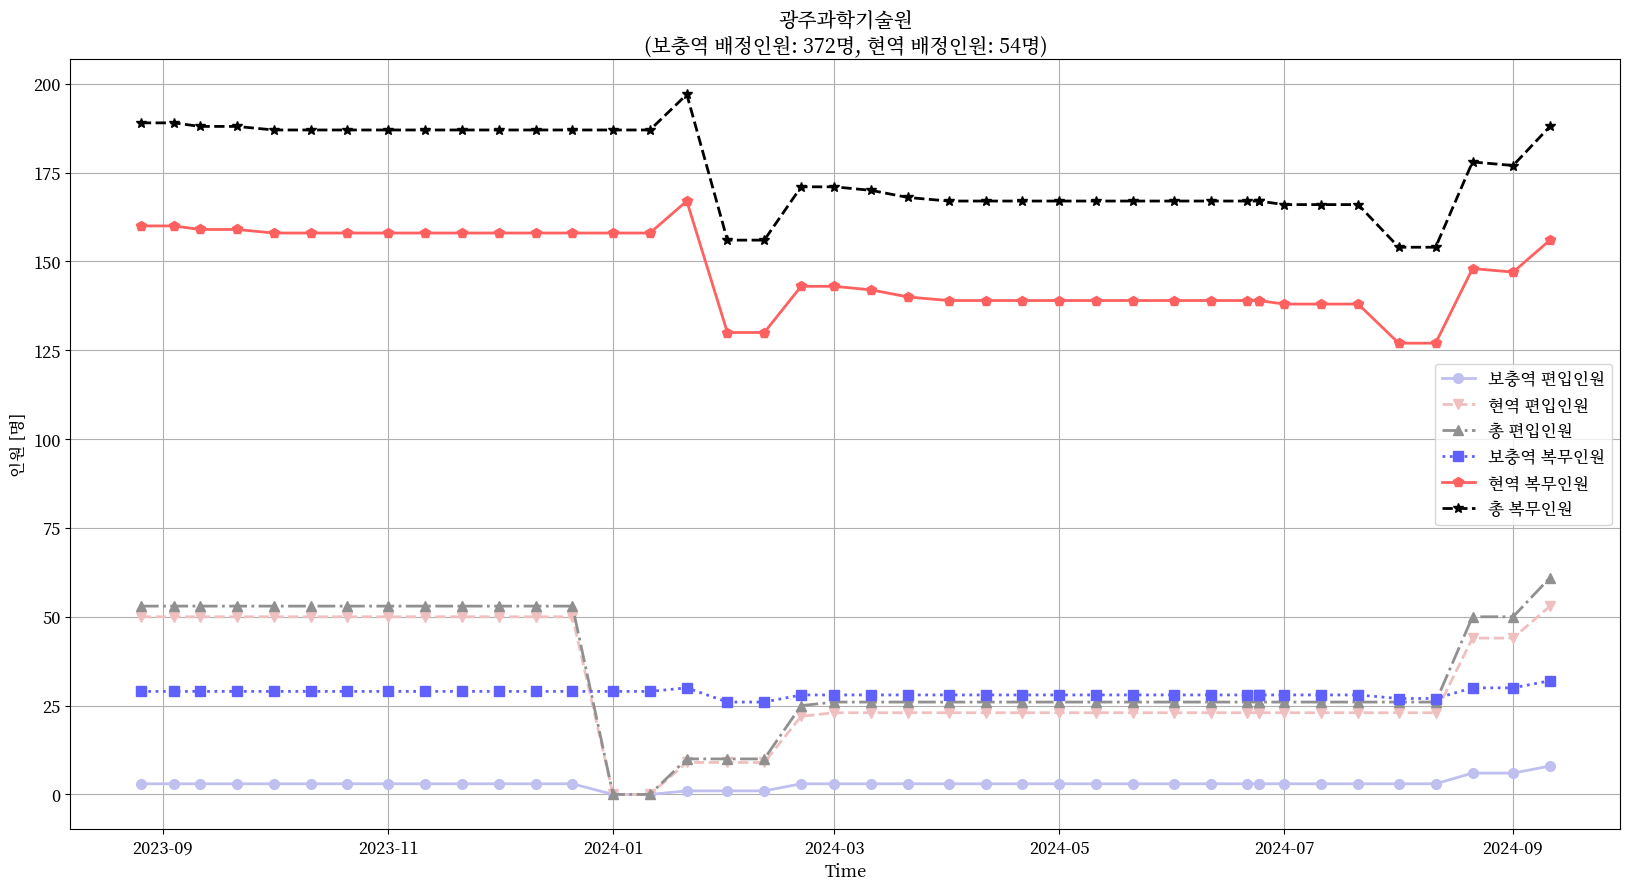 광주과학기술원
(보충역 배정인원: 372명, 현역 배정인원: 54명)
인원 [명]
200
175
150
125
100
75
50
25
0
보충역 편입인원
현역 편입인원
총 편입인원
보충역 복무인원
현역 복무인원
총 복무인원
2023-09
2023-11
2024-01
2024-03
2024-05
2024-07
2024-09
Time